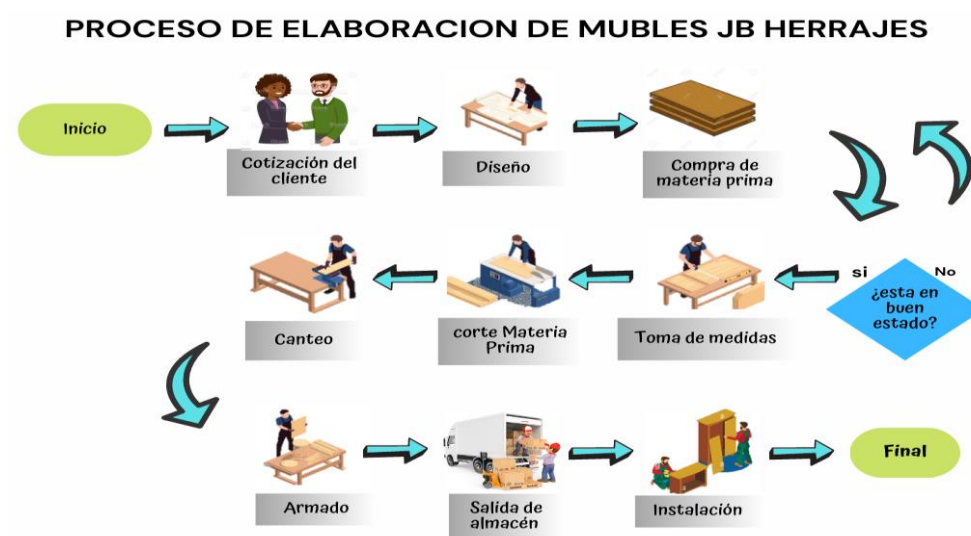 PROCESO DE ELABORACION DE MUBLES JB HERRAJES
Inicio
Cotización del
cliente
Diseño
Compra de
materia prima
si
No
¿esta en
buen
estado?
Toma de medidas
corte Materia
Prima
Canteo
Armado
Salida de
almacén
Instalación
Final